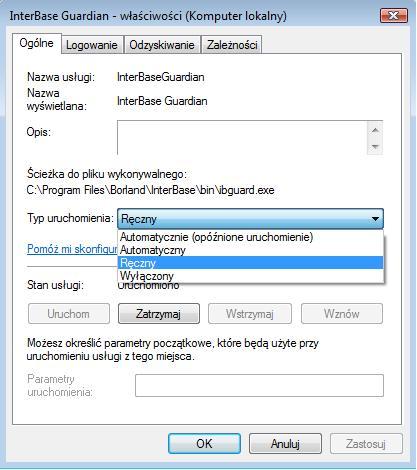 InterBase Guardian - właściwości (Komputer lokalny)
Ogólne Logowanie Odzyskiwanie Zależności
Nazwa usługi: InterBaseGuardian
Nazwa wyświetlana: InterBase Guardian
Opis:
Ścieżka do pliku wykonywalnego:
C:\Program Files\Borland\InterBase\bin\ibguard.exe
Typ uruchomienia: Ręczny
Automatycznie (opóźnione uruchomienie)
Automatyczny
Ręczny
Wyłączony
Pomóż mi skonfigur
Stan usługi: Uruchomiono
Uruchom Zatrzymaj Wstrzymaj Wznów
Możesz określić parametry początkowe, które będą użyte przy
uruchomieniu usługi z tego miejsca.
Parametry
uruchomienia:
OK Anuluj Zastosuj